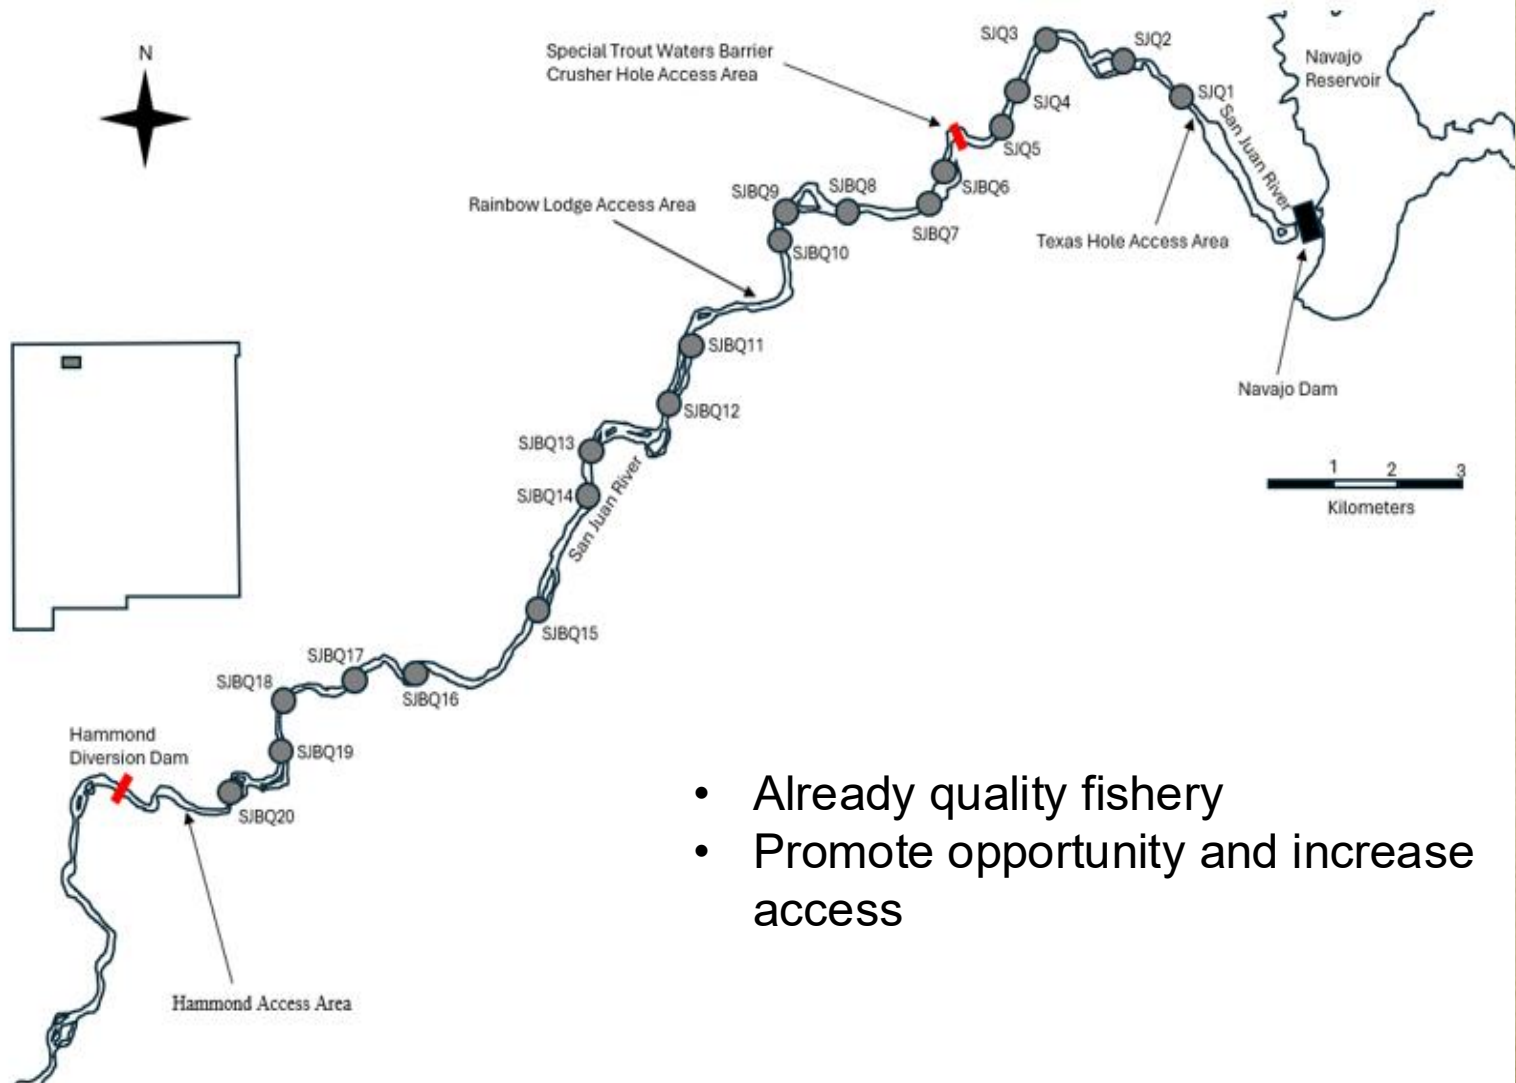 N
Special Trout Waters Barrier
Crusher Hole Access Area
SJQ3
SJQ2
Navajo
Reservoir
SJQ1
SJQ4
SJQ5
San Juan River
SJBQ6
SJBQ9
SJBQ8
Rainbow Lodge Access Area
SJBQ7
Texas Hole Access Area
SJBQ10
SJBQ11
Navajo Dam
SJBQ12
SJBQ13
1 2 3
Kilometers
SJBQ14
San Juan River
SJBQ15
SJBQ17
SJBQ18
SJBQ16
Hammond
Diversion Dam
SJBQ19
SJBQ20
• Already quality fishery
• Promote opportunity and increase
access
Hammond Access Area